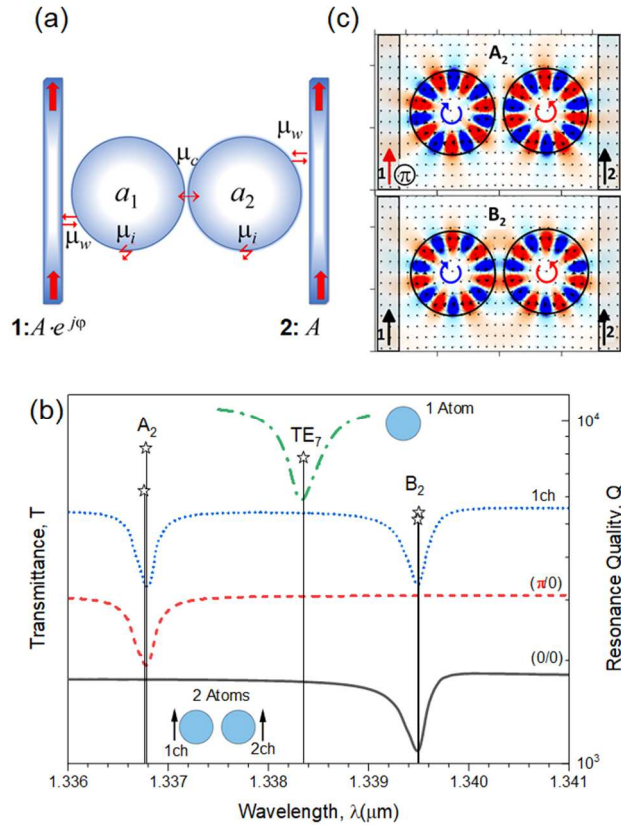 (a)
μw
μc
μw
a1
a2
μi
μi
1:A·e^jφ
2: A
(c)
A2
1
π
2
B2
1
2
(b)
A2
TE7
1 Atom
B2
1ch
(π/0)
(0/0)
2 Atoms
1ch
2ch
Transmittance, T
Resonance Quality, Q
10^4
10^3
1.336
1.337
1.338
1.339
1.340
1.341
Wavelength, λ(μm)